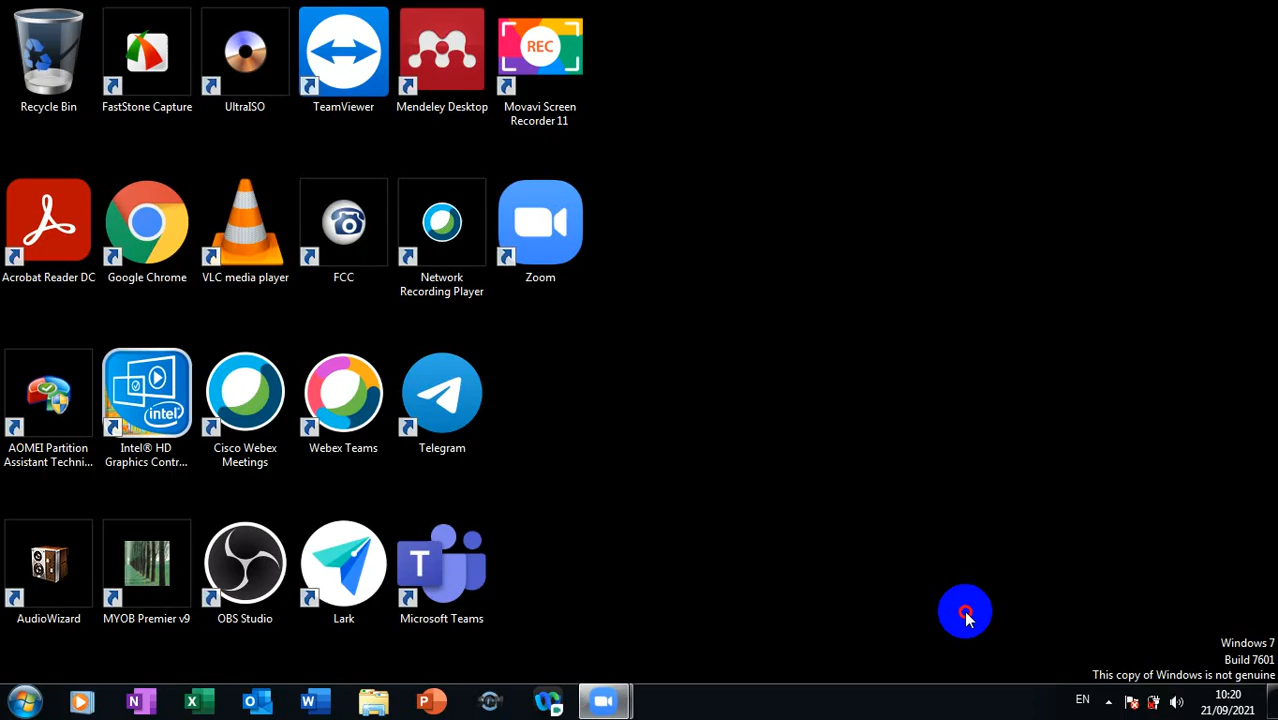 Recycle Bin
FastStone Capture
UltraISO
TeamViewer
Mendeley Desktop
REC
Movavi Screen
Recorder 11
Acrobat Reader DC
Google Chrome
VLC media player
FCC
Network
Recording Player
Zoom
AOMEI Partition
Assistant Techni...
intel
Intel® HD
Graphics Contr...
Cisco Webex
Meetings
Webex Teams
Telegram
AudioWizard
MYOB Premier v9
OBS Studio
Lark
T
Microsoft Teams
Windows 7
Build 7601
This copy of Windows is not genuine
N
X
O
W
P
EN
10:20
21/09/2021